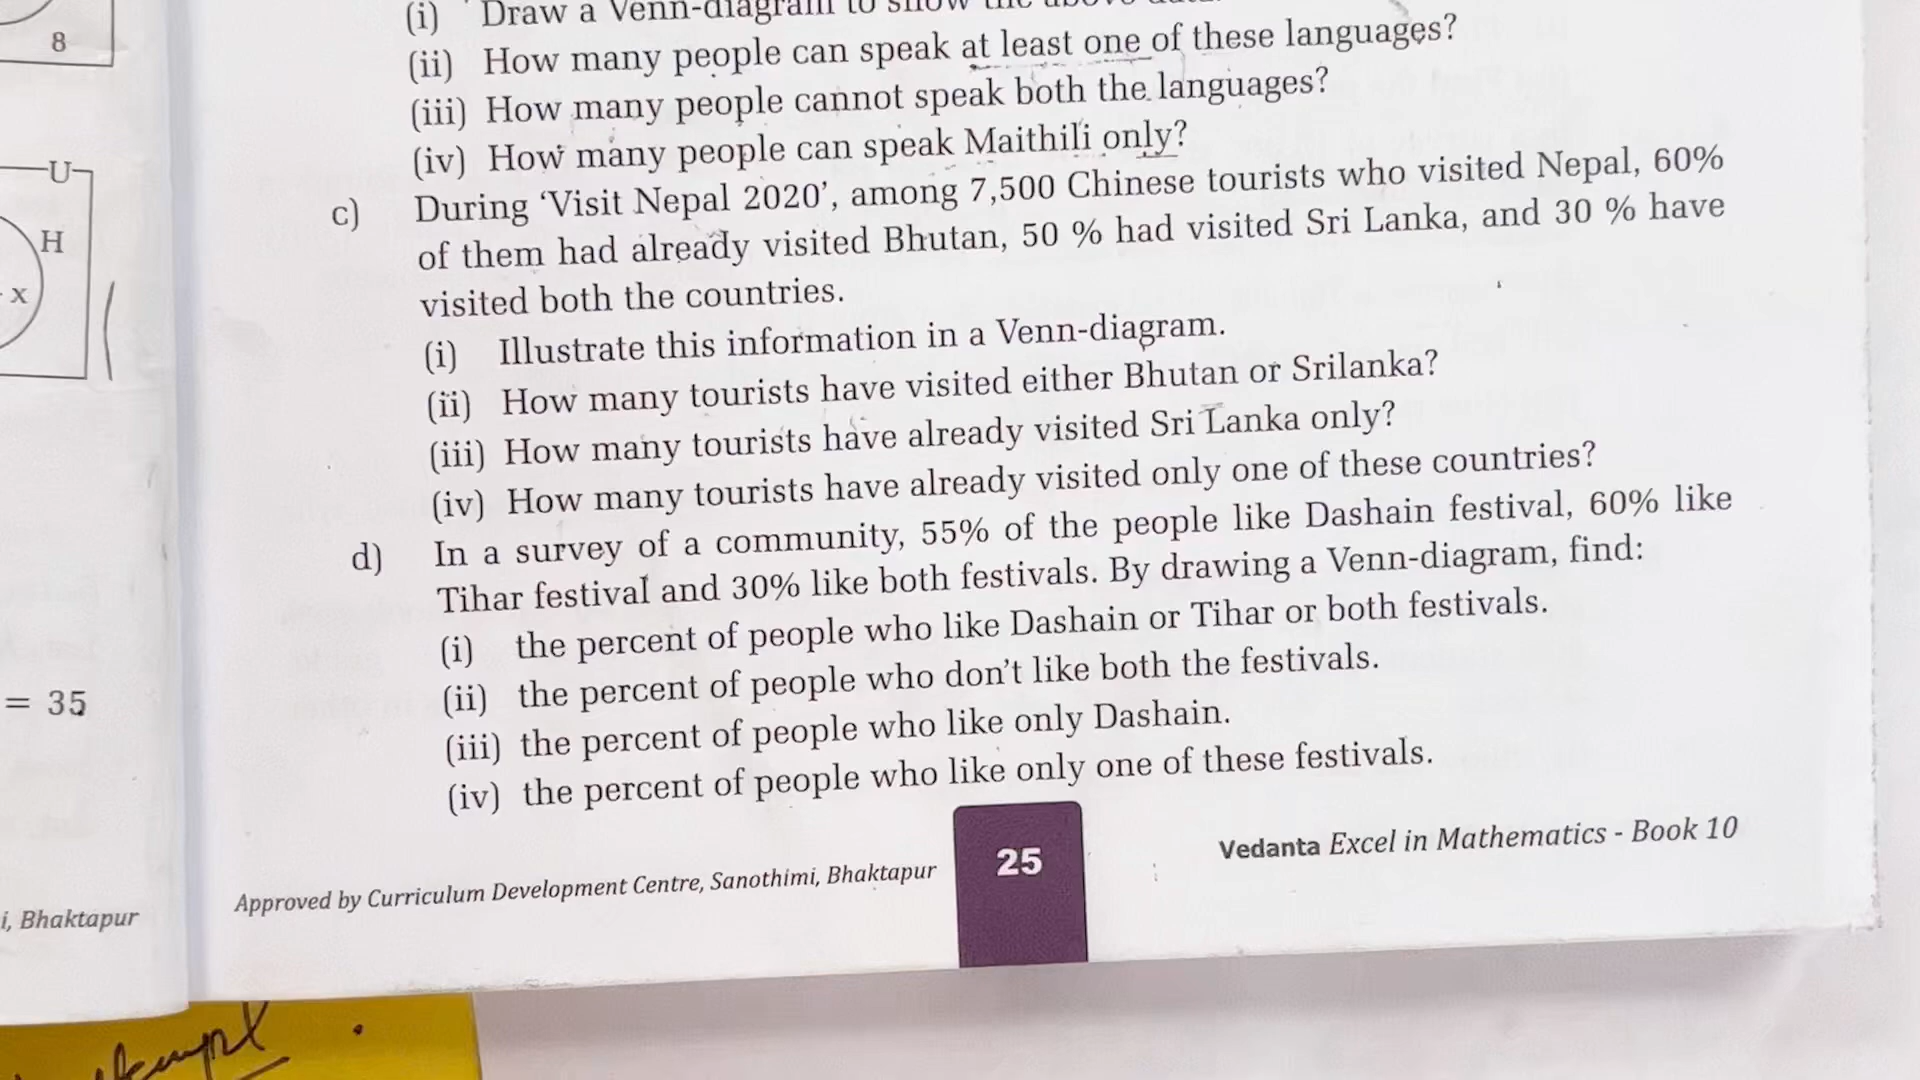 8
U
H
x
= 35
i, Bhaktapur
(i) Draw a Venn-diagram to show the above data.
(ii) How many people can speak at least one of these languages?
(iii) How many people cannot speak both the languages?
(iv) How many people can speak Maithili only?
c) During ‘Visit Nepal 2020’, among 7,500 Chinese tourists who visited Nepal, 60%
of them had already visited Bhutan, 50 % had visited Sri Lanka, and 30 % have
visited both the countries.
(i) Illustrate this information in a Venn-diagram.
(ii) How many tourists have visited either Bhutan or Srilanka?
(iii) How many tourists have already visited Sri Lanka only?
(iv) How many tourists have already visited only one of these countries?
d) In a survey of a community, 55% of the people like Dashain festival, 60% like
Tihar festival and 30% like both festivals. By drawing a Venn-diagram, find:
(i) the percent of people who like Dashain or Tihar or both festivals.
(ii) the percent of people who don’t like both the festivals.
(iii) the percent of people who like only Dashain.
(iv) the percent of people who like only one of these festivals.
Approved by Curriculum Development Centre, Sanothimi, Bhaktapur
25
Vedanta Excel in Mathematics - Book 10